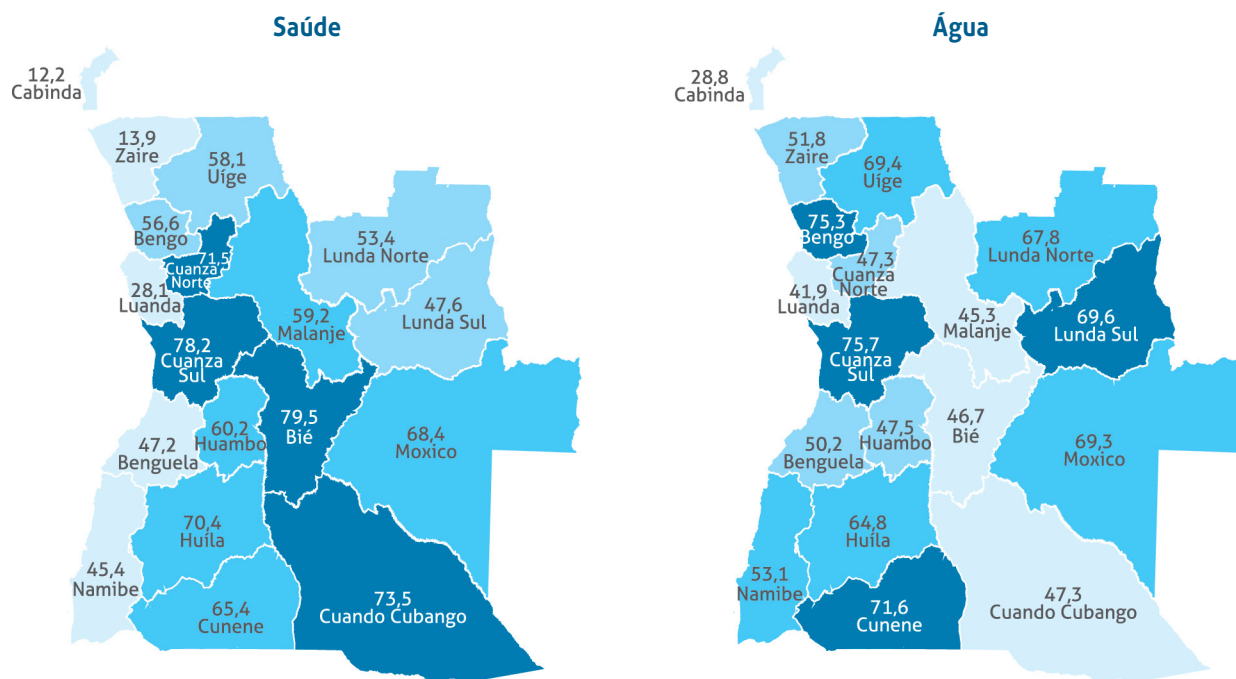 Saúde
12,2
Cabinda
13,9
Zaire
58,1
Uíge
56,6
Bengo
71,5
Cuanza
Norte
53,4
Lunda Norte
28,1
Luanda
47,6
Lunda Sul
59,2
Malanje
78,2
Cuanza
Sul
79,5
Bié
60,2
Huambo
68,4
Moxico
47,2
Benguela
70,4
Huíla
45,4
Namibe
65,4
Cunene
73,5
Cuando Cubango
Água
28,8
Cabinda
51,8
Zaire
69,4
Uíge
75,3
Bengo
47,3
Cuanza
Norte
67,8
Lunda Norte
41,9
Luanda
69,6
Lunda Sul
45,3
Malanje
75,7
Cuanza
Sul
46,7
Bié
47,5
Huambo
69,3
Moxico
50,2
Benguela
64,8
Huíla
53,1
Namibe
71,6
Cunene
47,3
Cuando Cubango